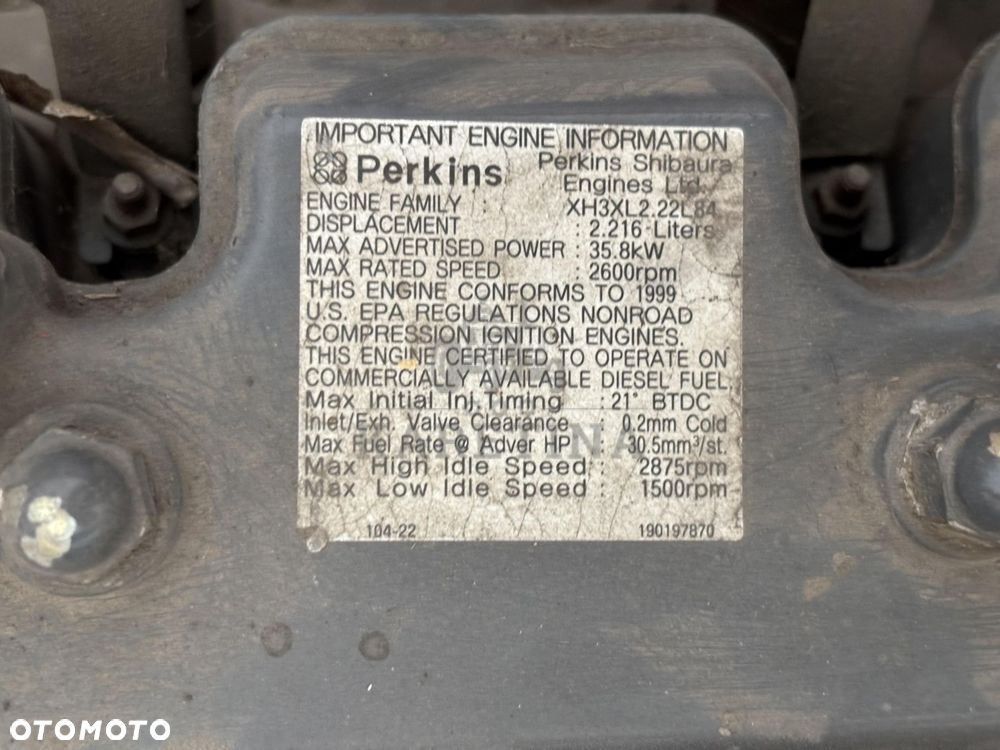 IMPORTANT ENGINE INFORMATION
Perkins Perkins Shibaura
Engines Ltd.
ENGINE FAMILY : XH3XL2.22L84
DISPLACEMENT : 2.216 Liters
MAX ADVERTISED POWER : 35.8kW
MAX RATED SPEED : 2600rpm
THIS ENGINE CONFORMS TO 1999
U.S. EPA REGULATIONS NONROAD
COMPRESSION IGNITION ENGINES.
THIS ENGINE CERTIFIED TO OPERATE ON
COMMERCIALLY AVAILABLE DIESEL FUEL
Max Initial Inj.Timing : 21° BTDC
Inlet/Exh. Valve Clearance : 0.2mm Cold
Max Fuel Rate @ Adver HP : 30.5mm³/st.
Max High Idle Speed : 2875rpm
Max Low Idle Speed : 1500rpm
104-22 190197870
OTOMOTO